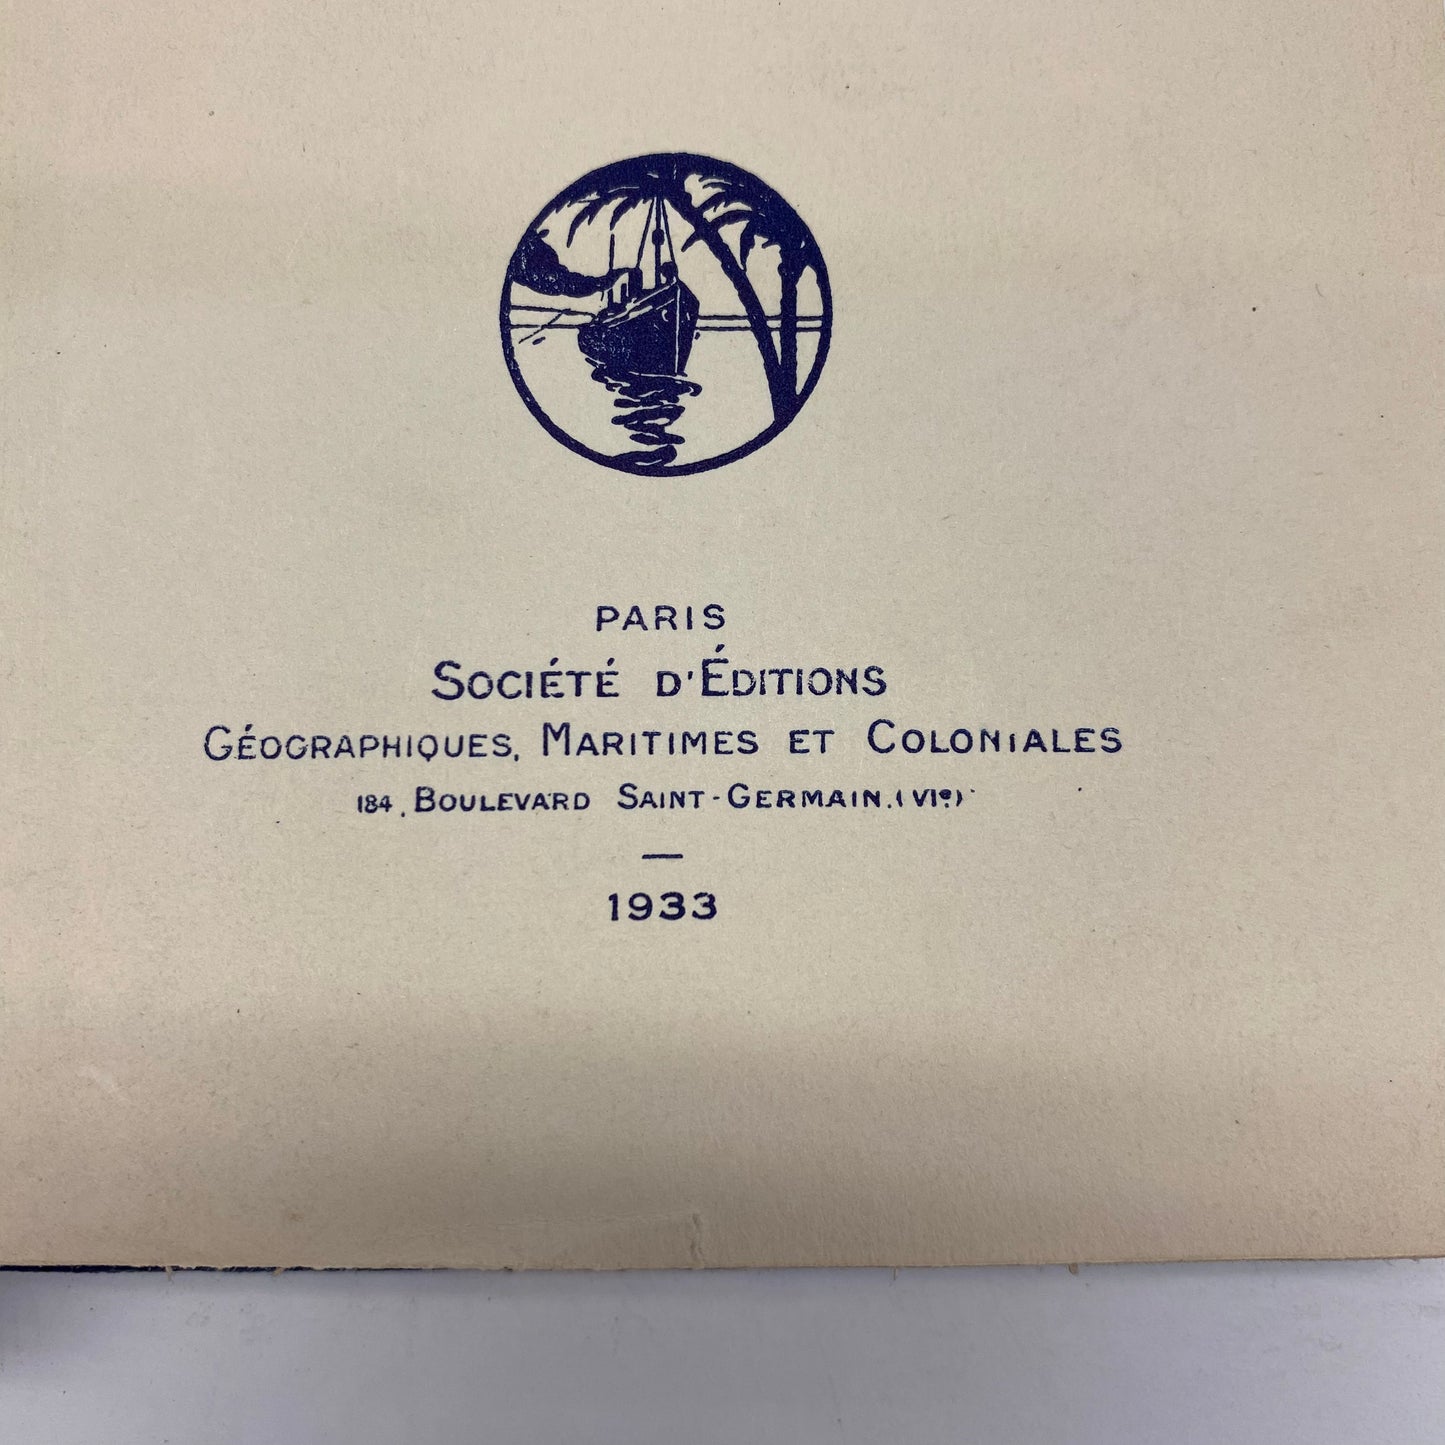 PARIS
SOCIÉTÉ D'ÉDITIONS
GÉOGRAPHIQUES, MARITIMES ET COLONIALES
184, BOULEVARD SAINT-GERMAIN.(VIe)
1933